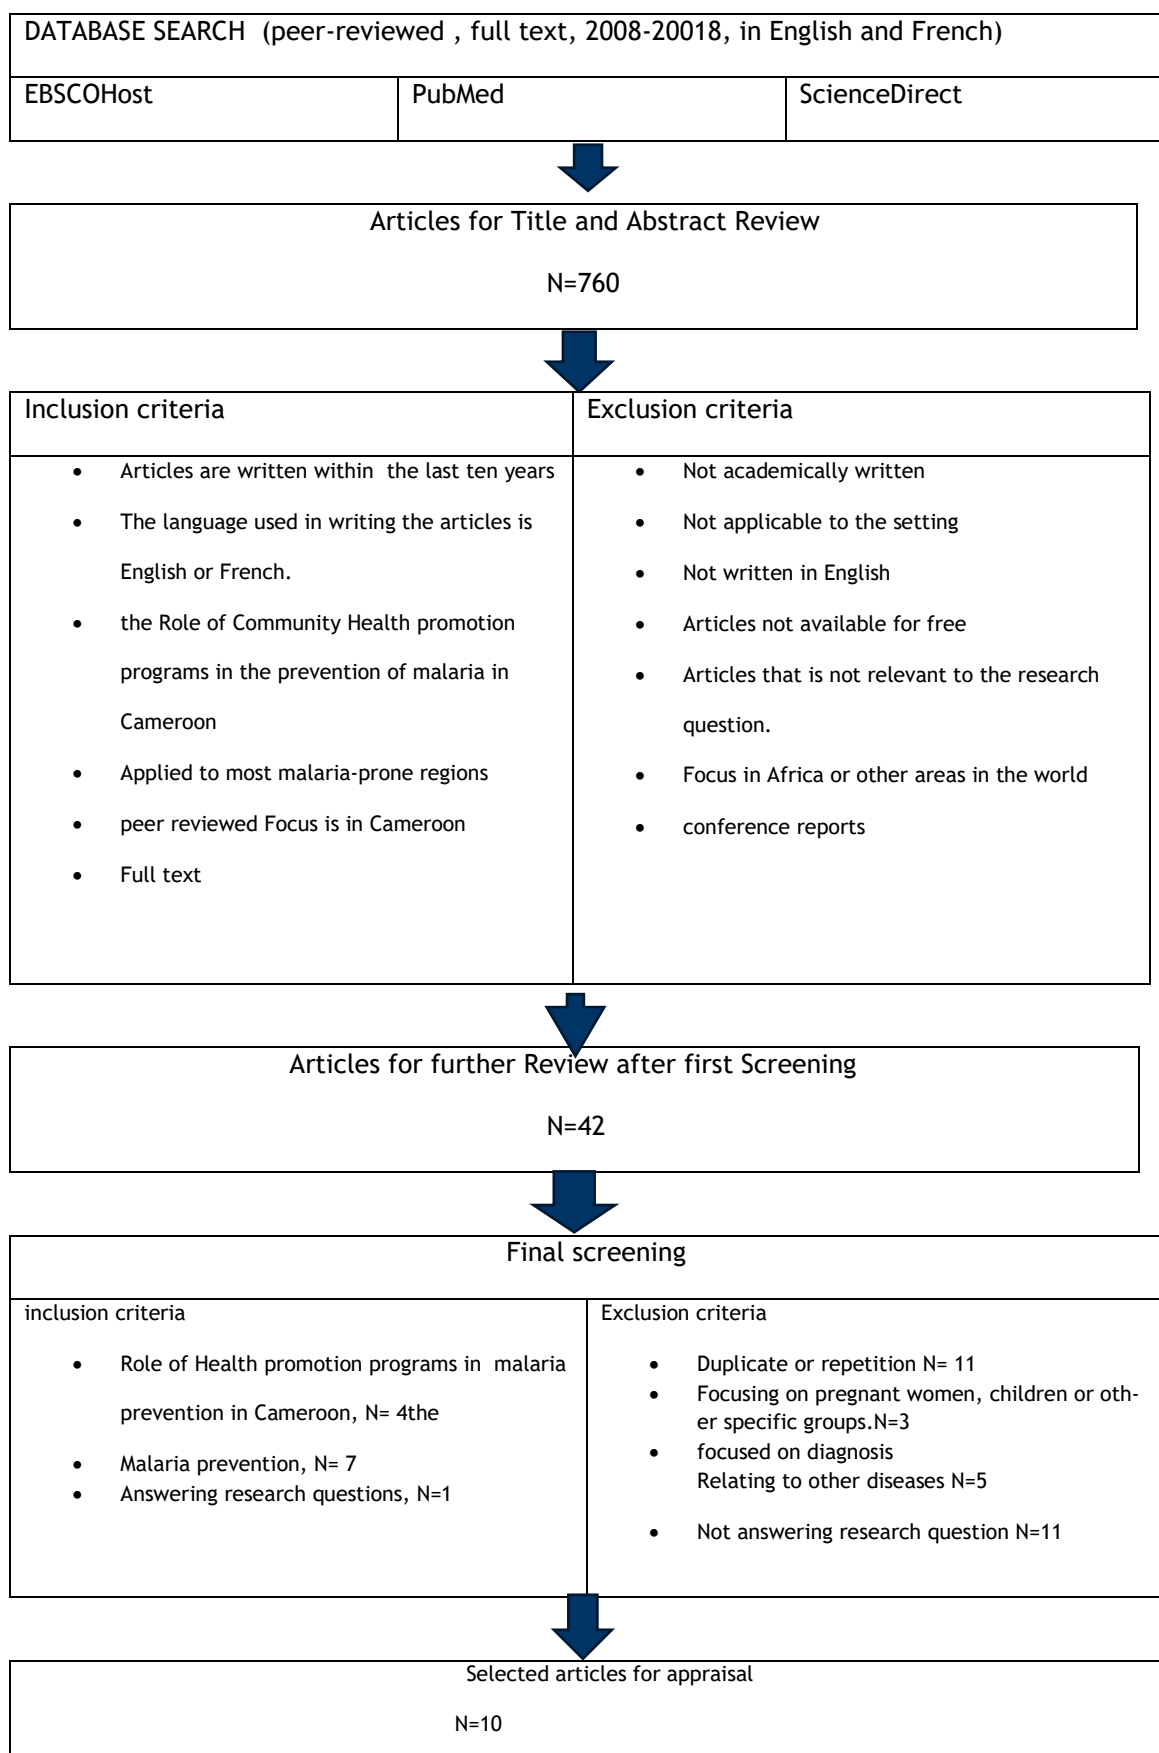 DATABASE SEARCH (peer-reviewed , full text, 2008-20018, in English and French)
EBSCOHost
PubMed
ScienceDirect
Articles for Title and Abstract Review
N=760
Inclusion criteria
• Articles are written within the last ten years
• The language used in writing the articles is
English or French.
• the Role of Community Health promotion
programs in the prevention of malaria in
Cameroon
• Applied to most malaria-prone regions
• peer reviewed Focus is in Cameroon
• Full text
Exclusion criteria
• Not academically written
• Not applicable to the setting
• Not written in English
• Articles not available for free
• Articles that is not relevant to the research
question.
• Focus in Africa or other areas in the world
• conference reports
Articles for further Review after first Screening
N=42
Final screening
inclusion criteria
• Role of Health promotion programs in malaria
prevention in Cameroon, N= 4the
• Malaria prevention, N= 7
• Answering research questions, N=1
Exclusion criteria
• Duplicate or repetition N= 11
• Focusing on pregnant women, children or oth-
er specific groups.N=3
• focused on diagnosis
Relating to other diseases N=5
• Not answering research question N=11
Selected articles for appraisal
N=10